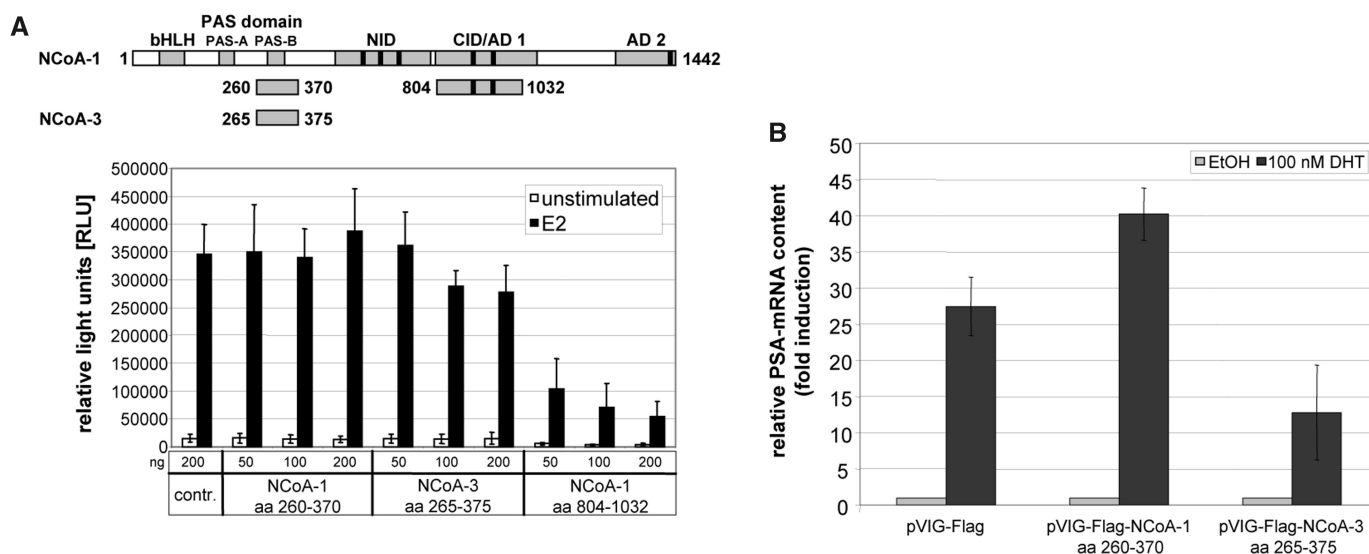 A
PAS domain
bHLH PAS-A PAS-B NID CID/AD 1 AD 2
NCoA-1 1 1442
260 370 804 1032
NCoA-3 265 375
relative light units [RLU]
500000
450000
400000
350000
300000
250000
200000
150000
100000
50000
0
unstimulated
E2
ng 200 50 100 200 50 100 200 50 100 200
contr. NCoA-1 NCoA-3 NCoA-1
aa 260-370 aa 265-375 aa 804-1032
B
relative PSA-mRNA content
(fold induction)
50
45
40
35
30
25
20
15
10
5
0
EtOH 100 nM DHT
pVIG-Flag pVIG-Flag-NCoA-1 pVIG-Flag-NCoA-3
aa 260-370 aa 265-375